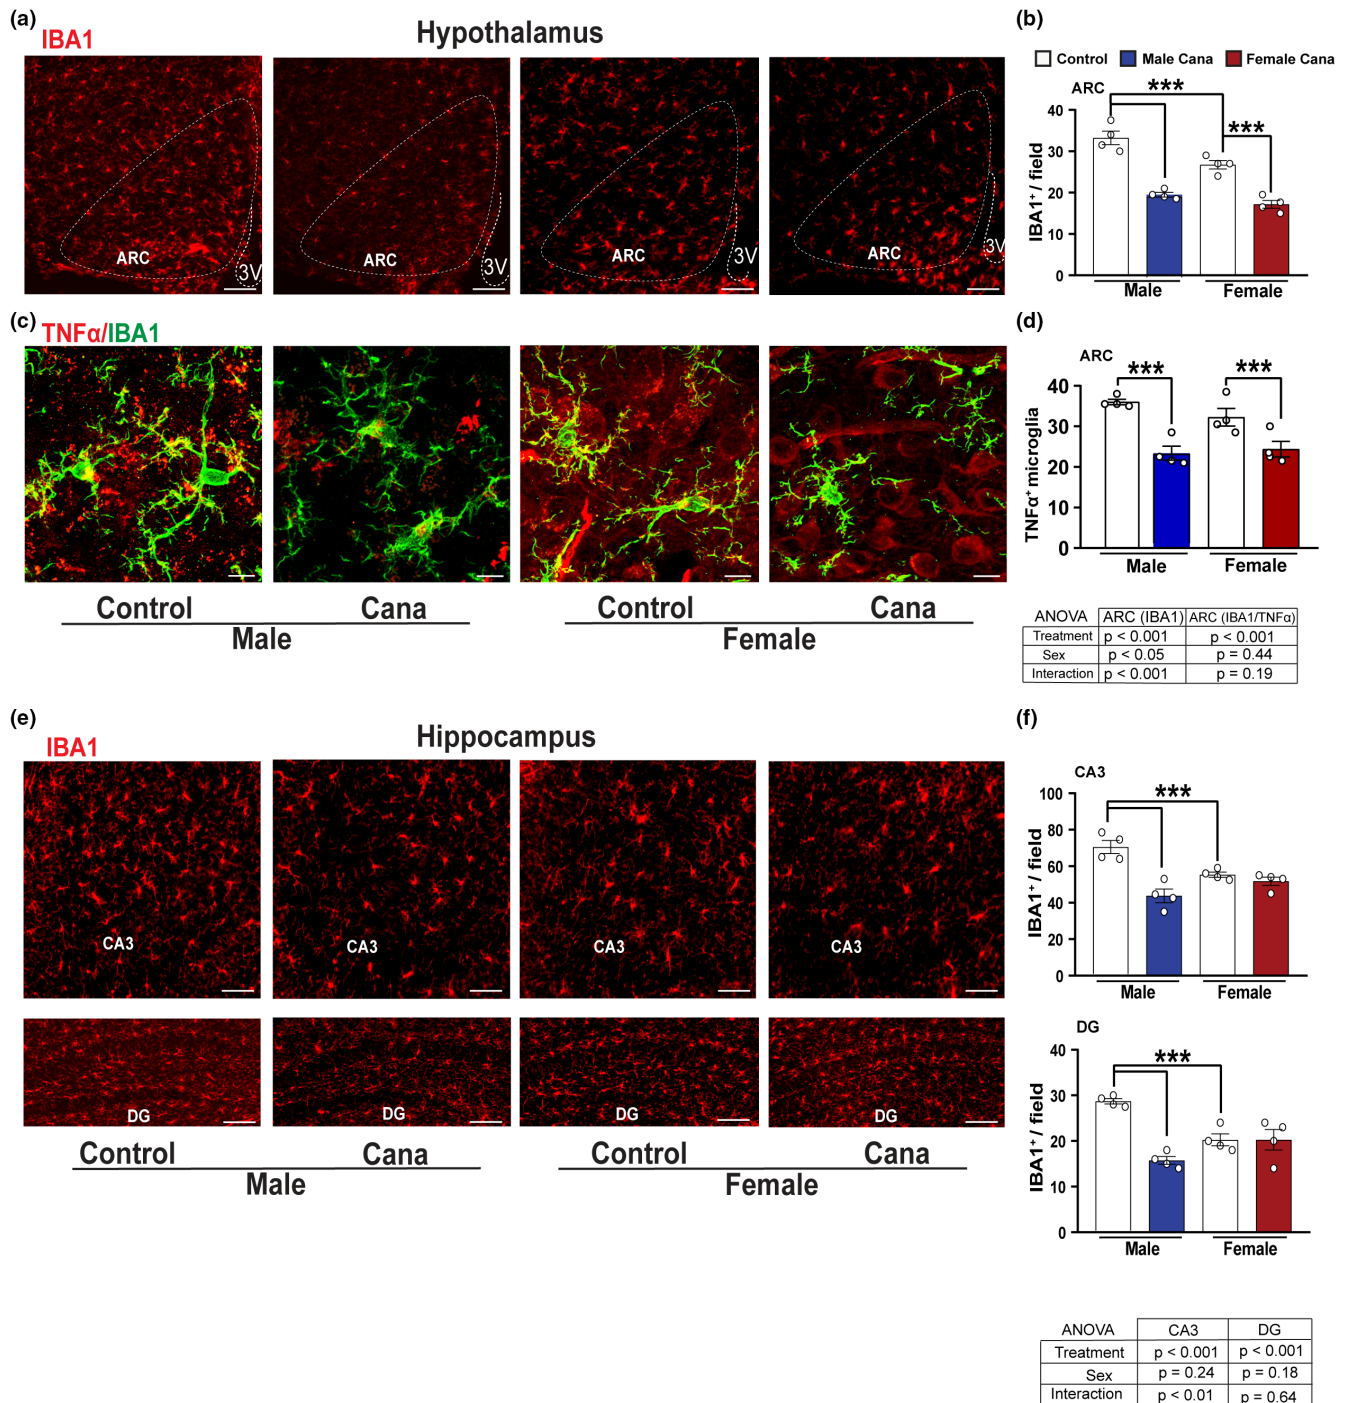 (a)
IBA1
Hypothalamus
ARC
3V
ARC
3V
ARC
3V
ARC
3V
(b)
Control
Male Cana
Female Cana
ARC
IBA1⁺ / field
40
30
20
10
0
***
***
Male
Female
(c)
TNFα/IBA1
Control
Cana
Control
Cana
Male
Female
(d)
ARC
TNFα⁺ microglia
40
30
20
10
0
***
***
Male
Female
ANOVA ARC (IBA1) ARC (IBA1/TNFα)
Treatment p < 0.001 p < 0.001
Sex p < 0.05 p = 0.44
Interaction p < 0.001 p = 0.19
(e)
IBA1
Hippocampus
CA3
CA3
CA3
CA3
DG
DG
DG
DG
Control
Cana
Control
Cana
Male
Female
(f)
CA3
IBA1⁺ / field
100
80
60
40
20
0
***
Male
Female
DG
IBA1⁺ / field
40
30
20
10
0
***
Male
Female
ANOVA CA3 DG
Treatment p < 0.001 p < 0.001
Sex p = 0.24 p = 0.18
Interaction p < 0.01 p = 0.64